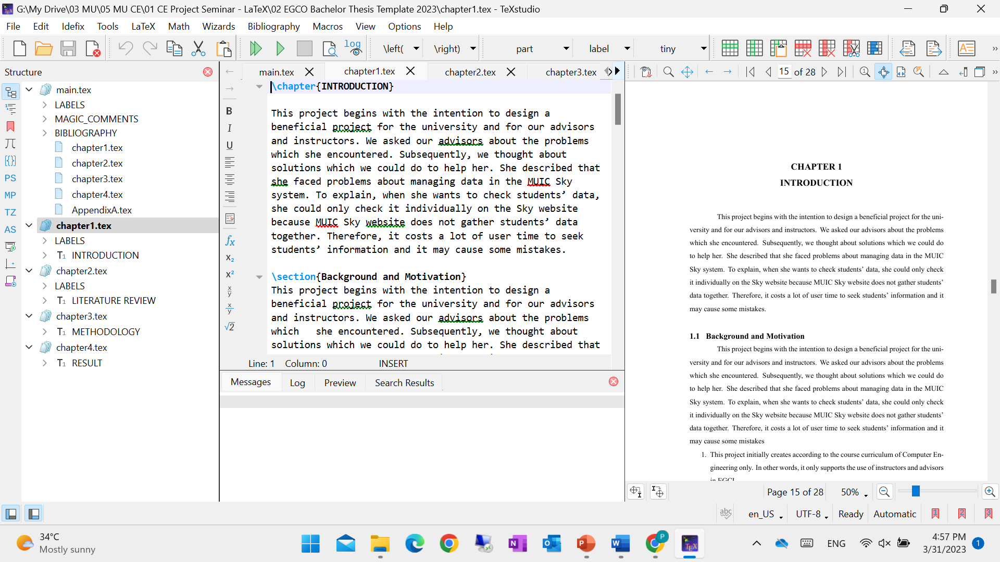 G:\My Drive\03 MU\05 MU CE\01 CE Project Seminar - LaTeX\02 EGCO Bachelor Thesis Template 2023\chapter1.tex - TeXstudio
File Edit Idefix Tools LaTeX Math Wizards Bibliography Macros View Options Help
log \left( \right) part label tiny
Structure
main.tex
LABELS
MAGIC_COMMENTS
BIBLIOGRAPHY
chapter1.tex
chapter2.tex
chapter3.tex
chapter4.tex
AppendixA.tex
chapter1.tex
LABELS
T1 INTRODUCTION
chapter2.tex
LABELS
T1 LITERATURE REVIEW
chapter3.tex
T1 METHODOLOGY
chapter4.tex
T1 RESULT
PS
MP
TZ
AS
main.tex chapter1.tex chapter2.tex chapter3.tex
B
I
U
fx
x2
x2
x/y
x/y
√2
\chapter{INTRODUCTION}
This project begins with the intention to design a
beneficial project for the university and for our advisors
and instructors. We asked our advisors about the problems
which she encountered. Subsequently, we thought about
solutions which we could do to help her. She described that
she faced problems about managing data in the MUIC Sky
system. To explain, when she wants to check students’ data,
she could only check it individually on the Sky website
because MUIC Sky website does not gather students’ data
together. Therefore, it costs a lot of user time to seek
students’ information and it may cause some mistakes.
\section{Background and Motivation}
This project begins with the intention to design a
beneficial project for the university and for our advisors
and instructors. We asked our advisors about the problems
which she encountered. Subsequently, we thought about
solutions which we could do to help her. She described that
Line: 1 Column: 0 INSERT
Messages Log Preview Search Results
15 of 28
CHAPTER 1
INTRODUCTION
This project begins with the intention to design a beneficial project for the uni-
versity and for our advisors and instructors. We asked our advisors about the problems
which she encountered. Subsequently, we thought about solutions which we could do
to help her. She described that she faced problems about managing data in the MUIC
Sky system. To explain, when she wants to check students’ data, she could only check
it individually on the Sky website because MUIC Sky website does not gather students’
data together. Therefore, it costs a lot of user time to seek students’ information and it
may cause some mistakes.
1.1 Background and Motivation
This project begins with the intention to design a beneficial project for the uni-
versity and for our advisors and instructors. We asked our advisors about the problems
which she encountered. Subsequently, we thought about solutions which we could do
to help her. She described that she faced problems about managing data in the MUIC
Sky system. To explain, when she wants to check students’ data, she could only check
it individually on the Sky website because MUIC Sky website does not gather students’
data together. Therefore, it costs a lot of user time to seek students’ information and it
may cause some mistakes
1. This project initially creates according to the course curriculum of Computer En-
gineering only. In other words, it only supports the use of instructors and advisors
in EGCI
Page 15 of 28 50%
abc en_US UTF-8 Ready Automatic 1 2 3
34°C
Mostly sunny
N P W P TEX
ENG
4:57 PM
3/31/2023
1